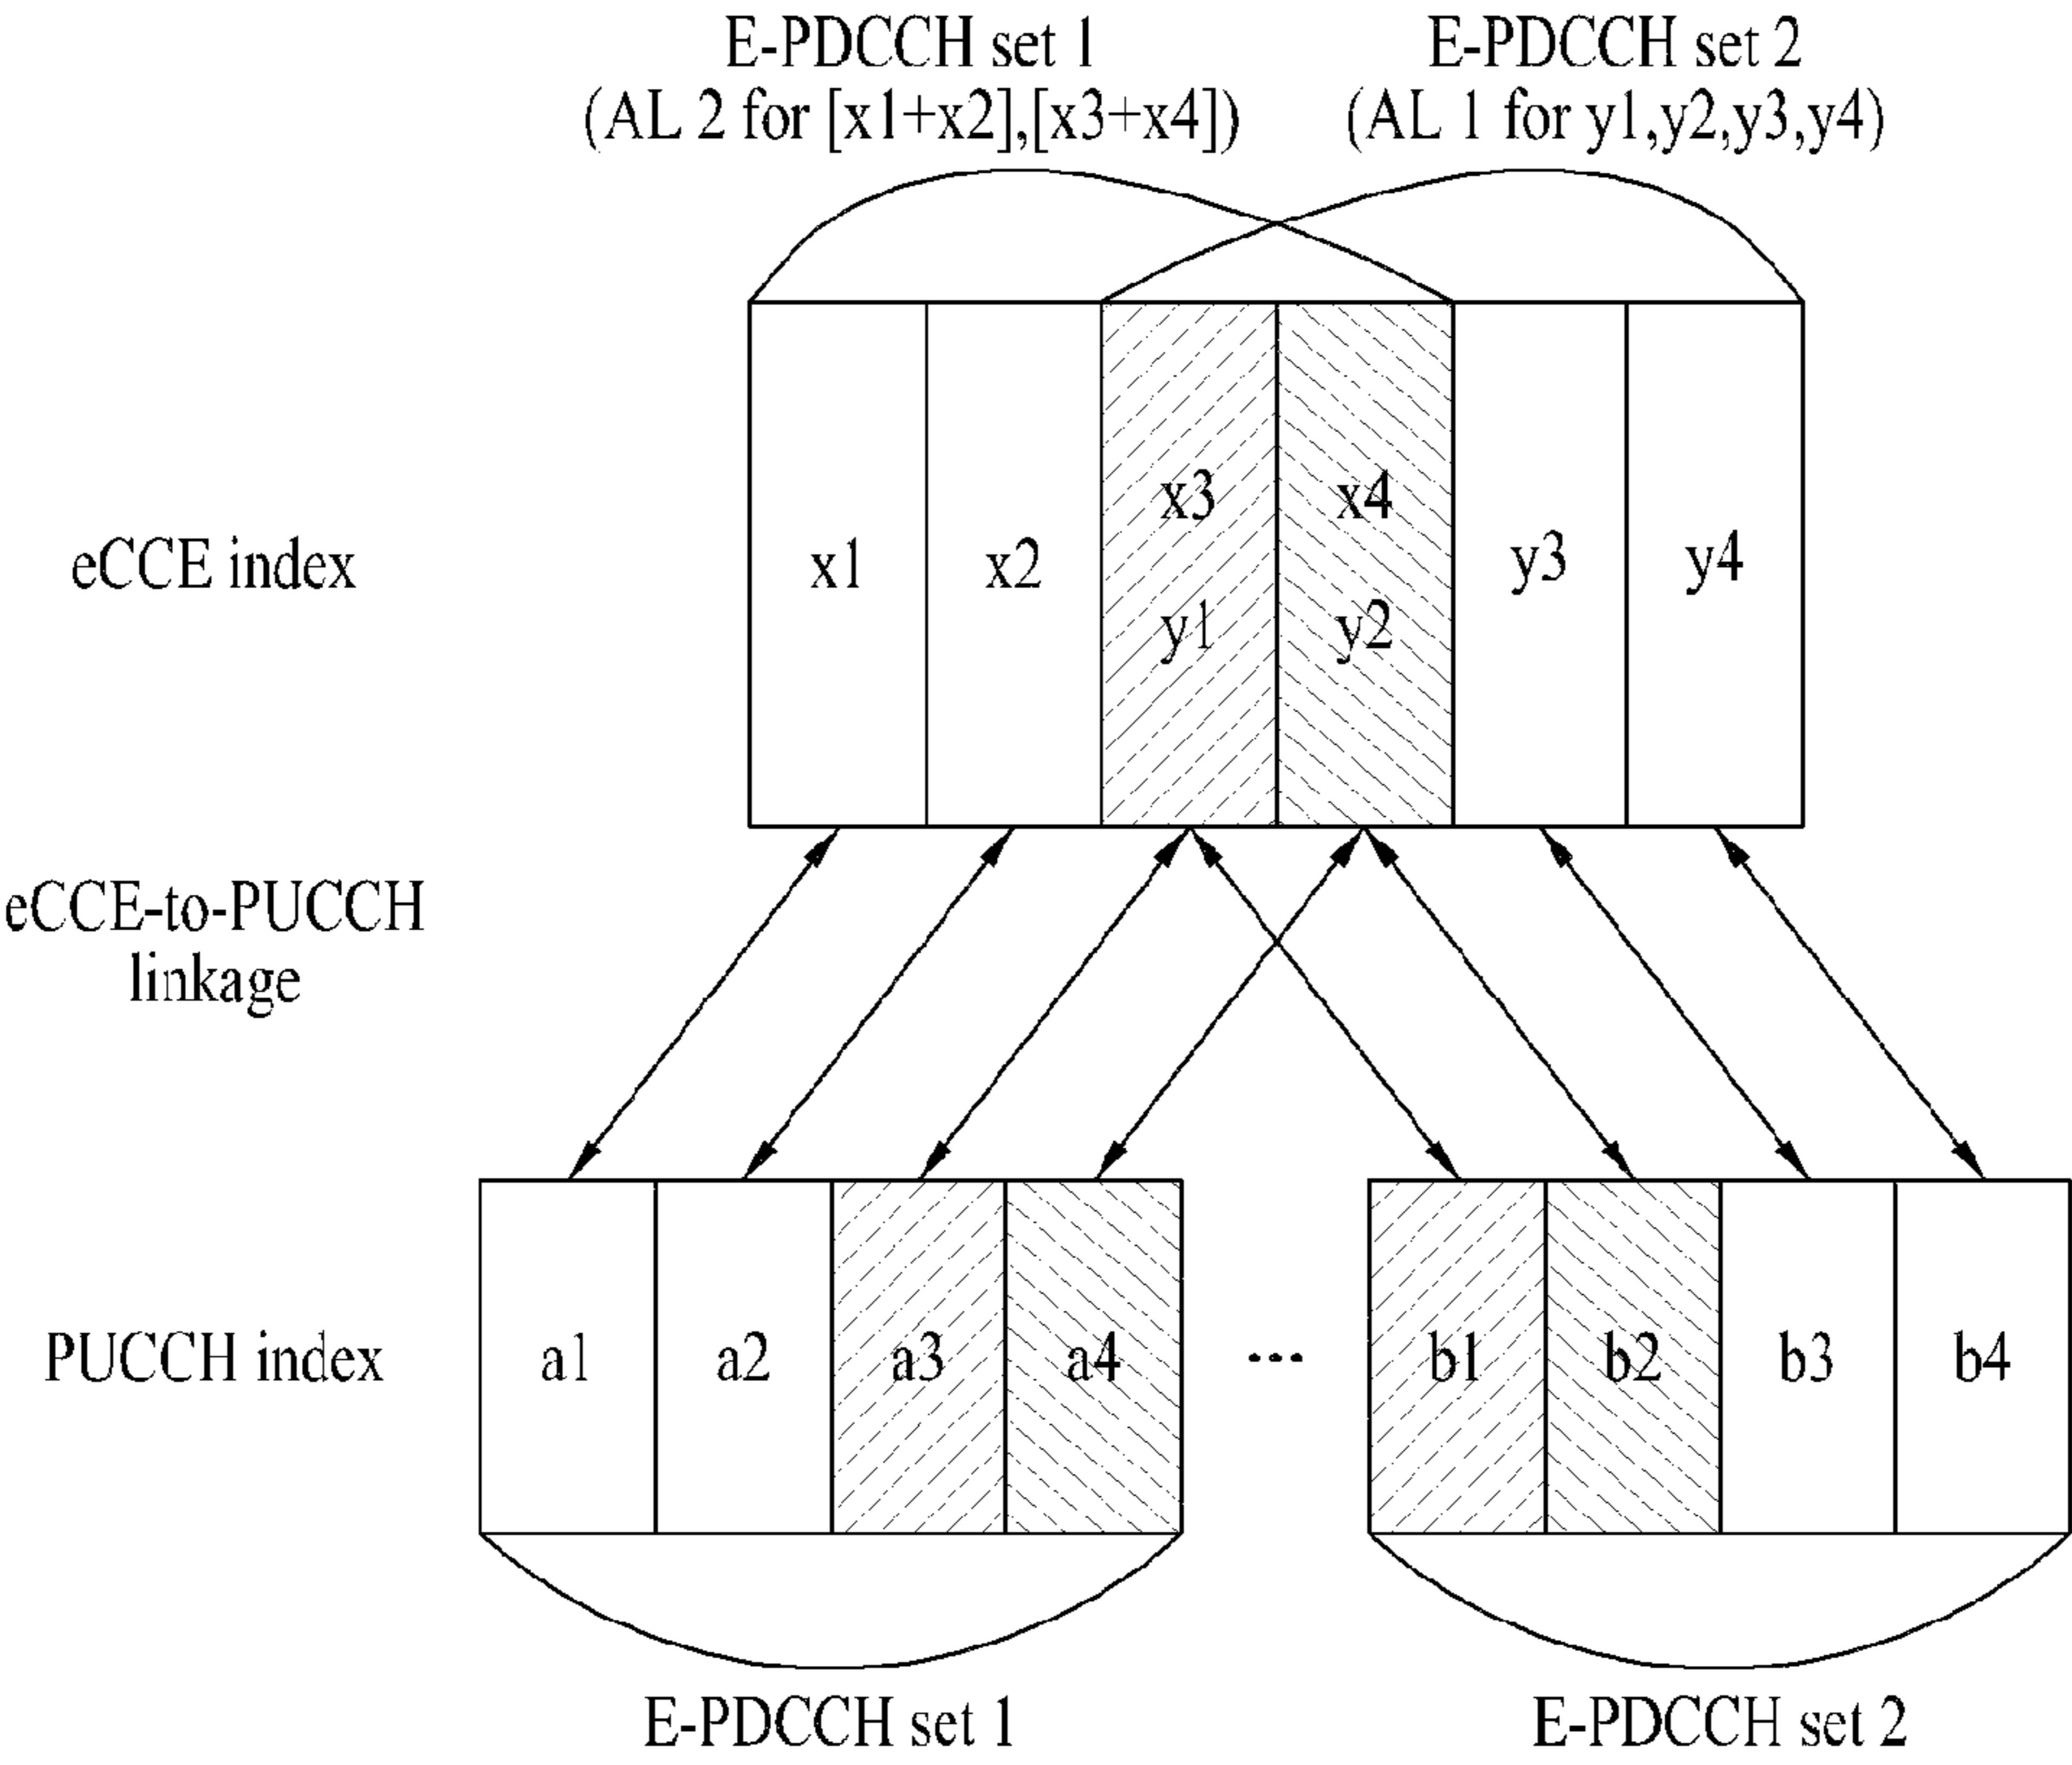 E-PDCCH set 1
(AL 2 for [x1+x2],[x3+x4])
E-PDCCH set 2
(AL 1 for y1,y2,y3,y4)
eCCE index
x1
x2
x3
y1
x4
y2
y3
y4
eCCE-to-PUCCH
linkage
PUCCH index
a1
a2
a3
a4
...
b1
b2
b3
b4
E-PDCCH set 1
E-PDCCH set 2